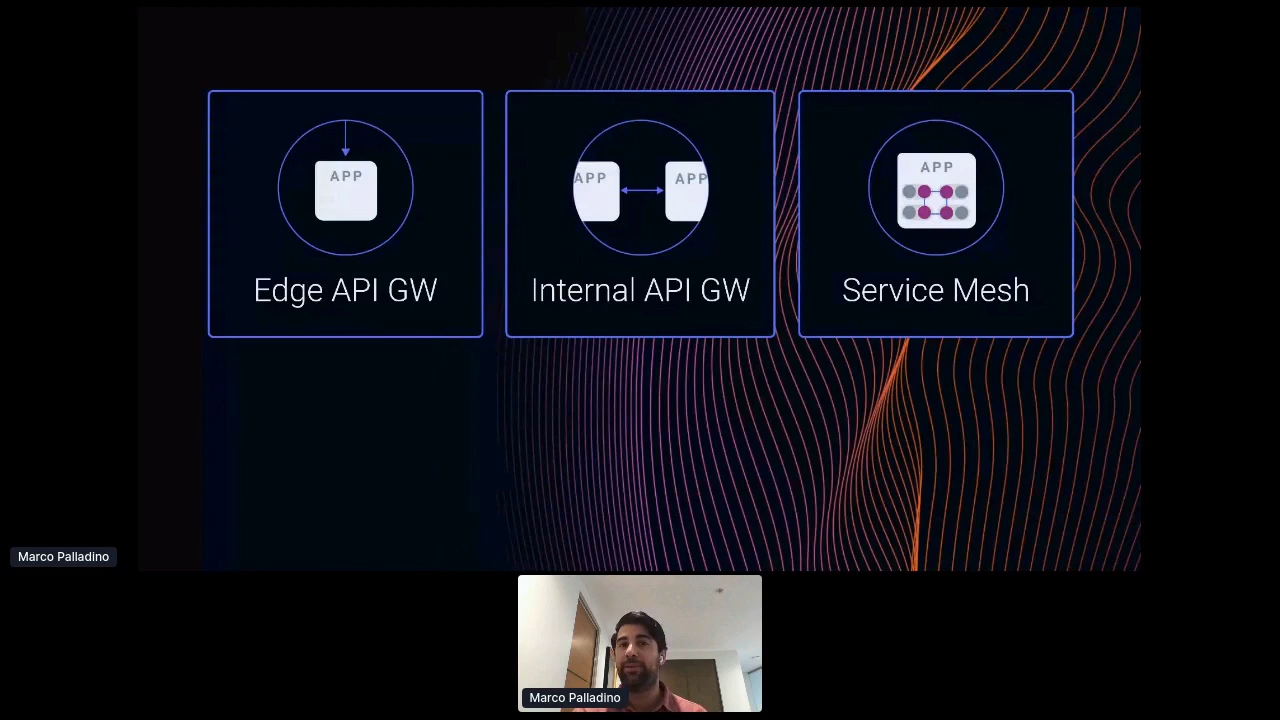 APP
Edge API GW
APP
APP
Internal API GW
APP
Service Mesh
Marco Palladino
Marco Palladino